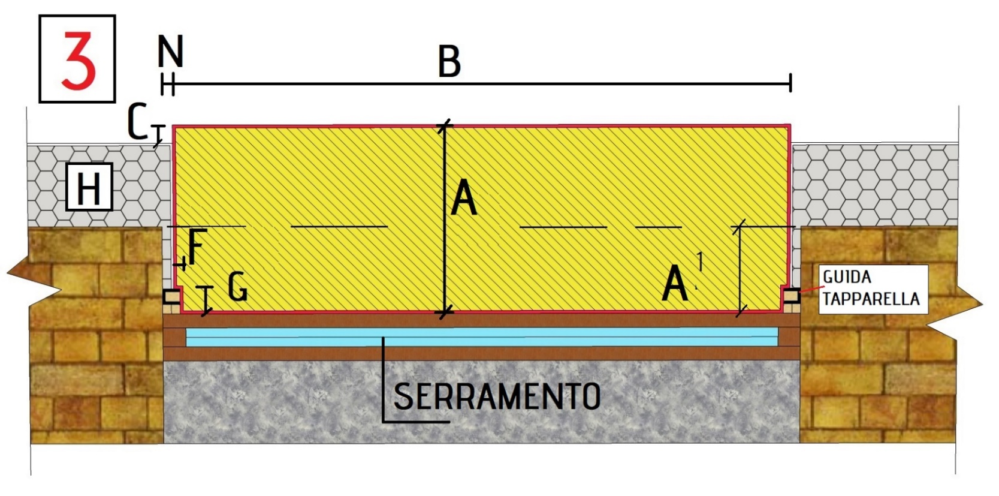 3
N
B
C
H
A
F
G
A1
GUIDA
TAPPARELLA
SERRAMENTO